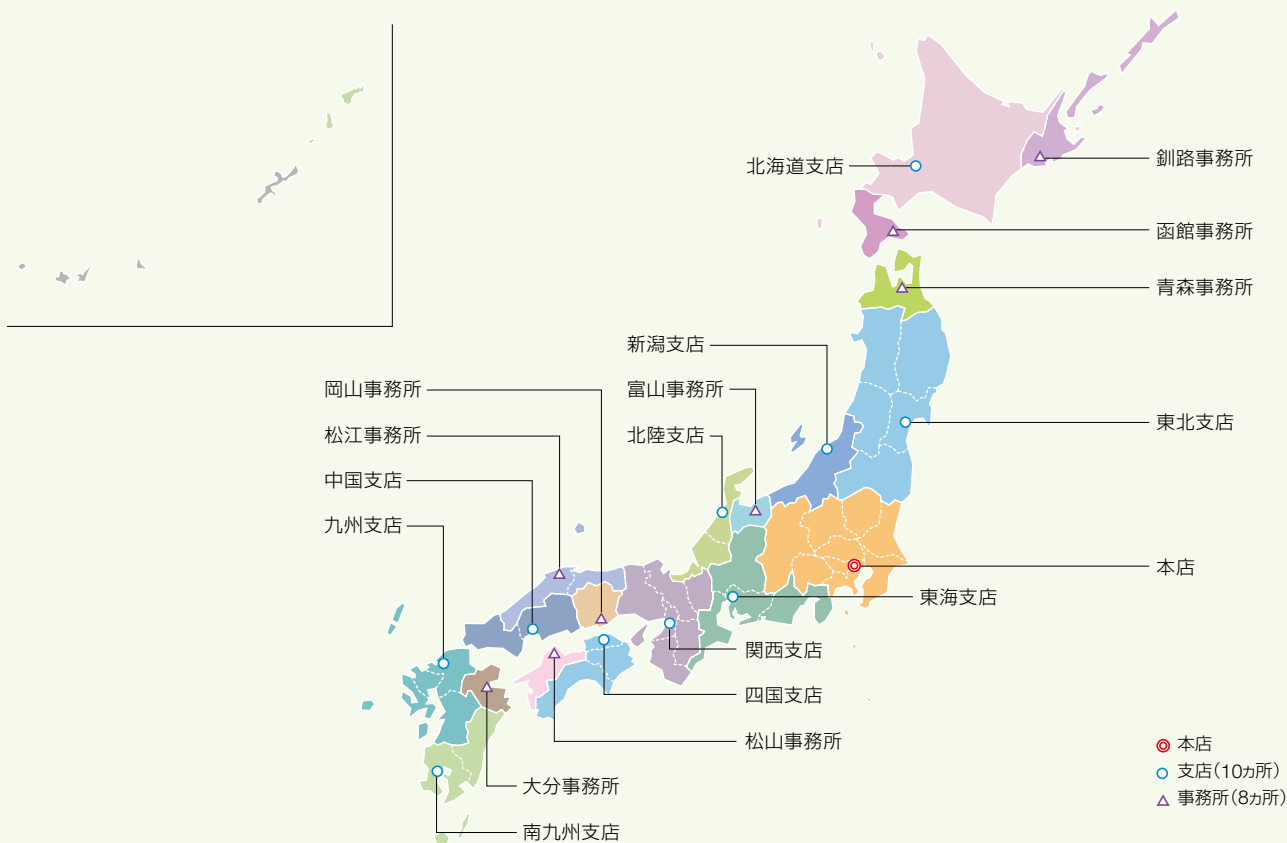 北海道支店
釧路事務所
函館事務所
青森事務所
新潟支店
岡山事務所
富山事務所
松江事務所
北陸支店
東北支店
中国支店
九州支店
本店
東海支店
関西支店
四国支店
松山事務所
大分事務所
南九州支店
本店
支店(10ヵ所)
事務所(8ヵ所)